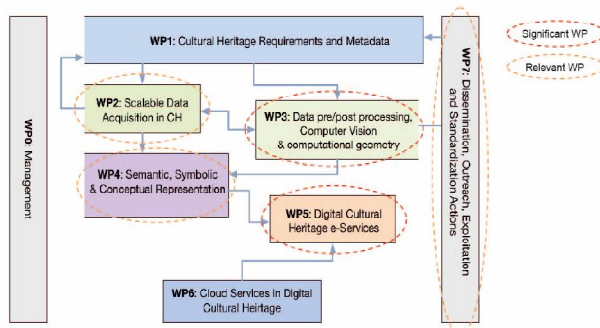 WP1: Cultural Heritage Requirements and Metadata
Significant WP
Relevant WP
WP0: Management
WP2: Scalable Data
Acquisition in CH
WP3: Data pre/post processing,
Computer Vision
& computational geometry
WP4: Semantic, Symbolic
& Conceptual Representation
WP5: Digital Cultural
Heritage e-Services
WP6: Cloud Services in Digital
Cultural Heirtage
WP7: Dissemination, Outreach, Exploitation
and Standardization Actions